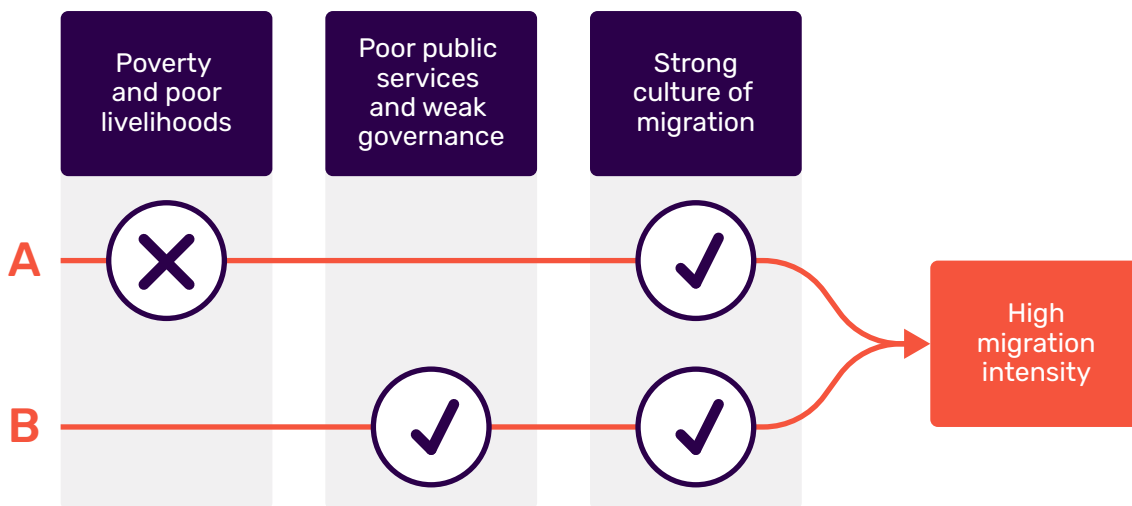 Poverty
and poor
livelihoods
Poor public
services
and weak
governance
Strong
culture of
migration
A
B
High
migration
intensity